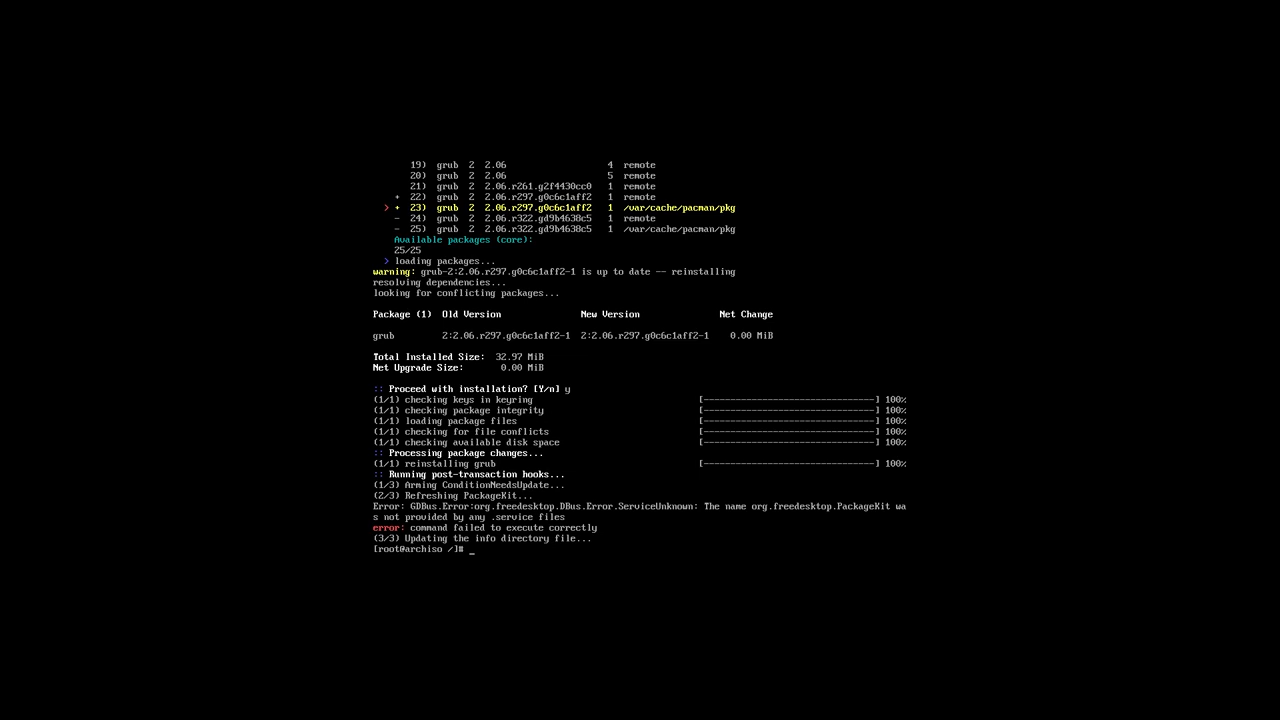 19) grub 2 2.06 4 remote
20) grub 2 2.06 5 remote
21) grub 2 2.06.r261.g2f4430cc0 1 remote
+ 22) grub 2 2.06.r297.g0c6c1aff2 1 remote
> + 23) grub 2 2.06.r297.g0c6c1aff2 1 /var/cache/pacman/pkg
- 24) grub 2 2.06.r322.gd9b4638c5 1 remote
- 25) grub 2 2.06.r322.gd9b4638c5 1 /var/cache/pacman/pkg
Available packages (core):
25/25
> loading packages...
warning: grub-2:2.06.r297.g0c6c1aff2-1 is up to date -- reinstalling
resolving dependencies...
looking for conflicting packages...
Package (1) Old Version New Version Net Change
grub 2:2.06.r297.g0c6c1aff2-1 2:2.06.r297.g0c6c1aff2-1 0.00 MiB
Total Installed Size: 32.97 MiB
Net Upgrade Size: 0.00 MiB
:: Proceed with installation? [Y/n] y
(1/1) checking keys in keyring [--------------------------------] 100%
(1/1) checking package integrity [--------------------------------] 100%
(1/1) loading package files [--------------------------------] 100%
(1/1) checking for file conflicts [--------------------------------] 100%
(1/1) checking available disk space [--------------------------------] 100%
:: Processing package changes...
(1/1) reinstalling grub [--------------------------------] 100%
:: Running post-transaction hooks...
(1/3) Arming ConditionNeedsUpdate...
(2/3) Refreshing PackageKit...
Error: GDBus.Error:org.freedesktop.DBus.Error.ServiceUnknown: The name org.freedesktop.PackageKit wa
s not provided by any .service files
error: command failed to execute correctly
(3/3) Updating the info directory file...
[root@archiso /]# _